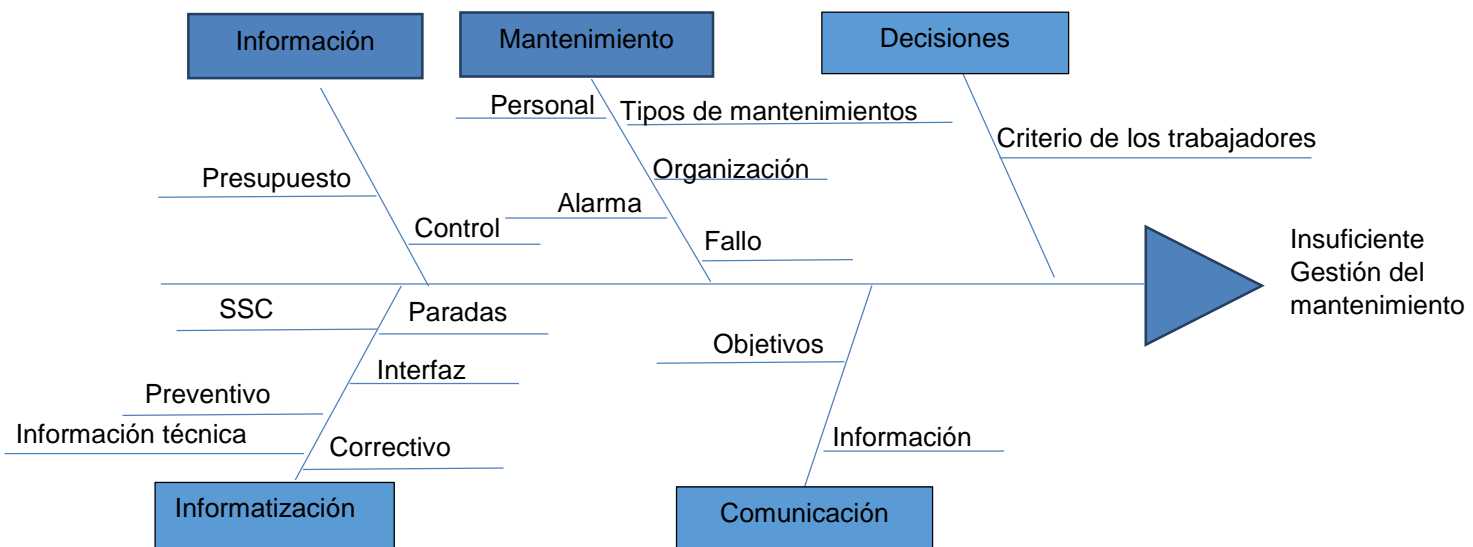 Información
Mantenimiento
Decisiones
Personal
Tipos de mantenimientos
Criterio de los trabajadores
Presupuesto
Organización
Alarma
Control
Fallo
Insuficiente
Gestión del
mantenimiento
SSC
Paradas
Objetivos
Interfaz
Preventivo
Información técnica
Correctivo
Información
Informatización
Comunicación